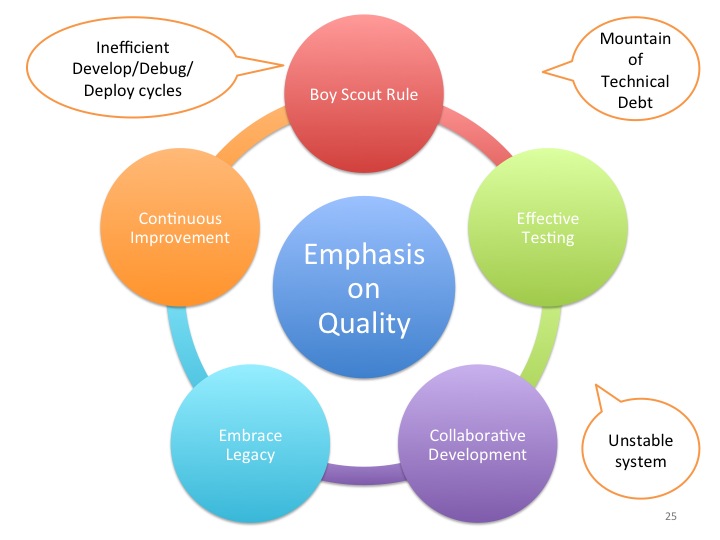 Inefficient
Develop/Debug/
Deploy cycles
Mountain
of
Technical
Debt
Boy Scout Rule
Continuous
Improvement
Effective
Testing
Emphasis
on
Quality
Embrace
Legacy
Collaborative
Development
Unstable
system
25